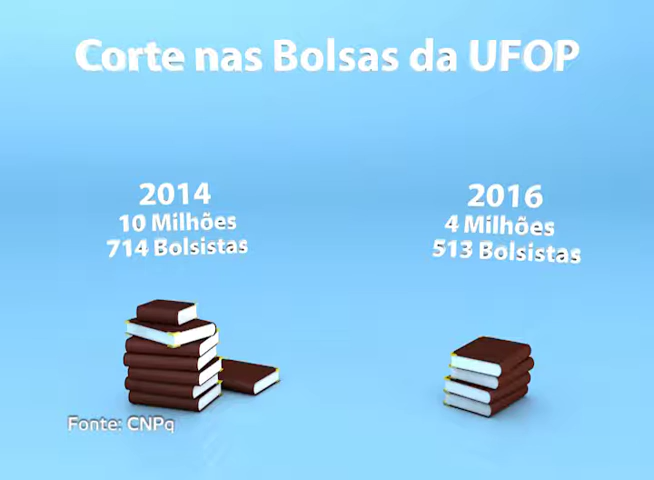 Corte nas Bolsas da UFOP
2014
10 Milhões
714 Bolsistas
2016
4 Milhões
513 Bolsistas
Fonte: CNPq